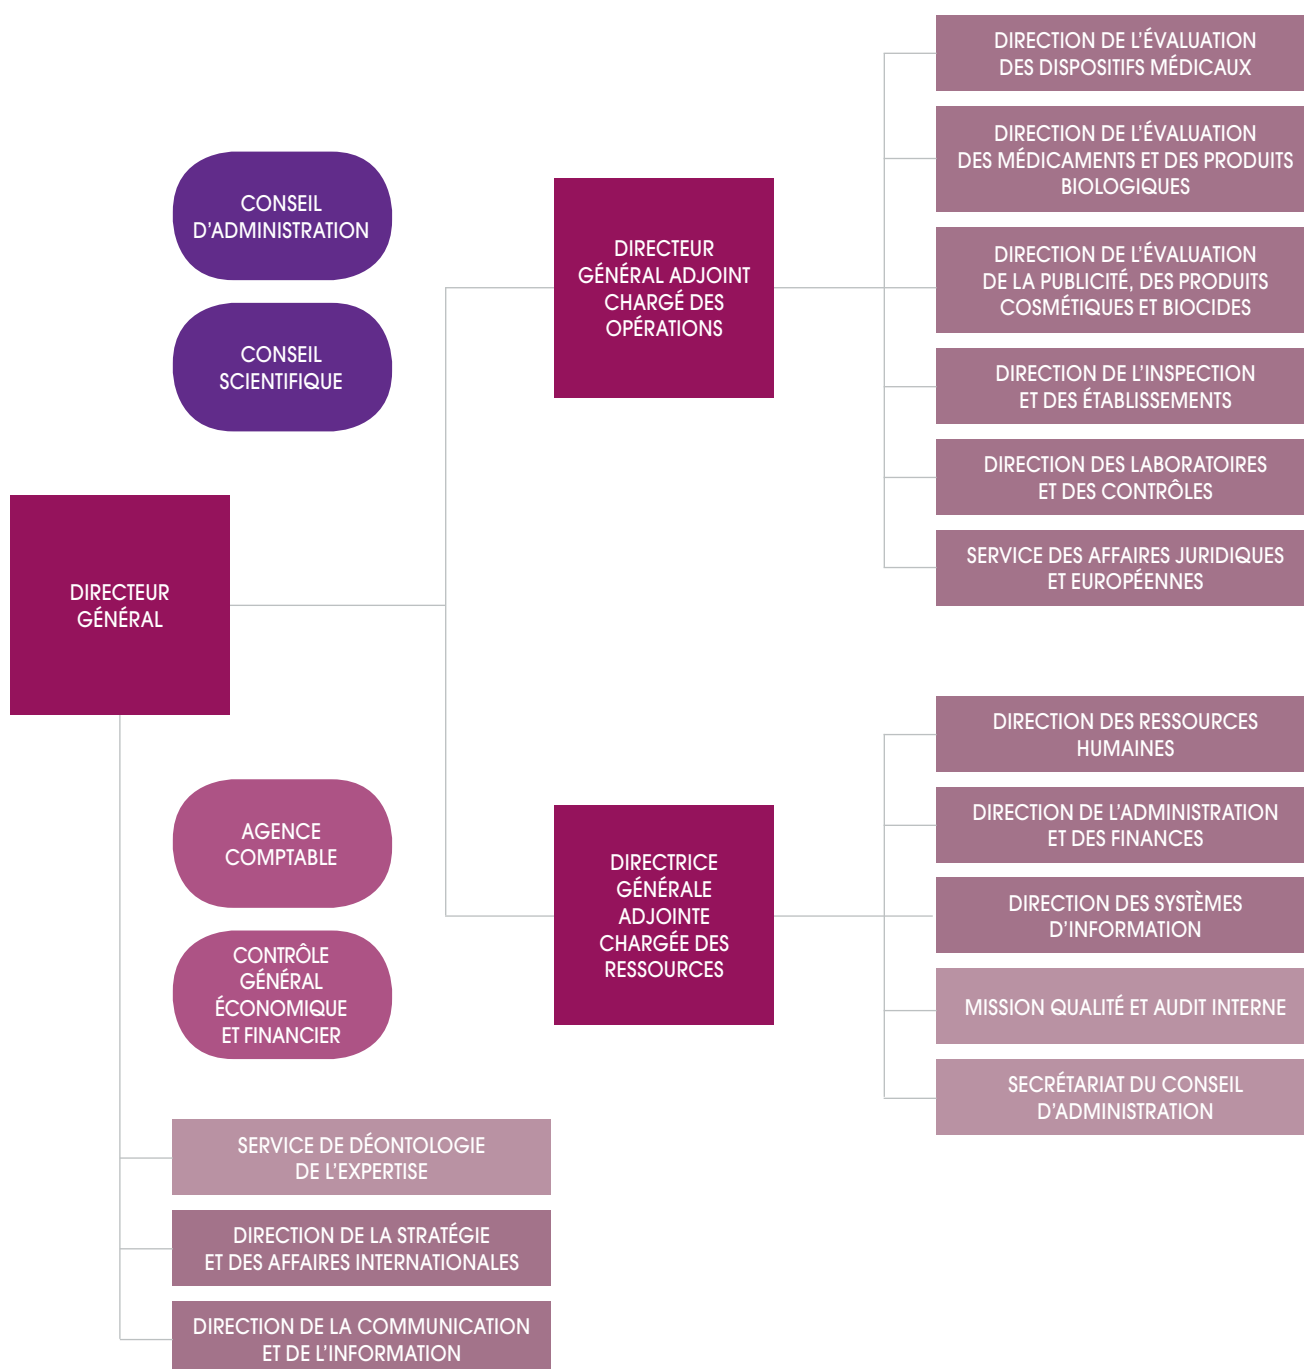 CONSEIL
D'ADMINISTRATION
CONSEIL
SCIENTIFIQUE
DIRECTEUR
GÉNÉRAL
AGENCE
COMPTABLE
CONTRÔLE
GÉNÉRAL
ÉCONOMIQUE
ET FINANCIER
SERVICE DE DÉONTOLOGIE
DE L'EXPERTISE
DIRECTION DE LA STRATÉGIE
ET DES AFFAIRES INTERNATIONALES
DIRECTION DE LA COMMUNICATION
ET DE L'INFORMATION
DIRECTEUR
GÉNÉRAL ADJOINT
CHARGÉ DES
OPÉRATIONS
DIRECTION DE L'ÉVALUATION
DES DISPOSITIFS MÉDICAUX
DIRECTION DE L'ÉVALUATION
DES MÉDICAMENTS ET DES PRODUITS
BIOLOGIQUES
DIRECTION DE L'ÉVALUATION
DE LA PUBLICITÉ, DES PRODUITS
COSMÉTIQUES ET BIOCIDES
DIRECTION DE L'INSPECTION
ET DES ÉTABLISSEMENTS
DIRECTION DES LABORATOIRES
ET DES CONTRÔLES
SERVICE DES AFFAIRES JURIDIQUES
ET EUROPÉENNES
DIRECTRICE
GÉNÉRALE
ADJOINTE
CHARGÉE DES
RESSOURCES
DIRECTION DES RESSOURCES
HUMAINES
DIRECTION DE L'ADMINISTRATION
ET DES FINANCES
DIRECTION DES SYSTÈMES
D'INFORMATION
MISSION QUALITÉ ET AUDIT INTERNE
SECRÉTARIAT DU CONSEIL
D'ADMINISTRATION